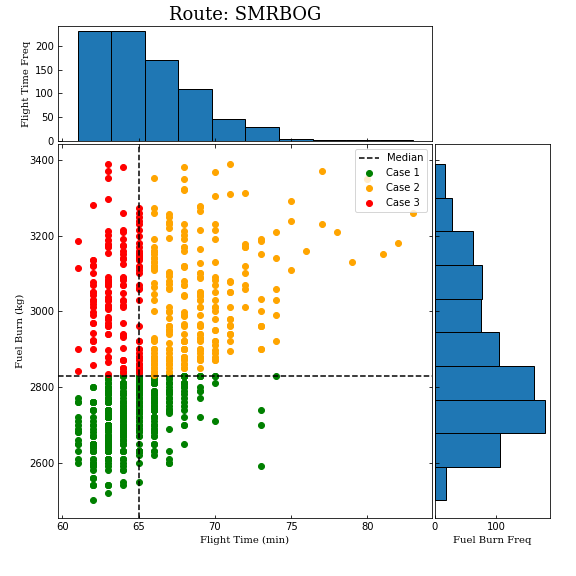 Route: SMRBOG
Flight Time Freq
200
150
100
50
0
Fuel Burn (kg)
3400
3200
3000
2800
2600
Median
Case 1
Case 2
Case 3
60
65
70
75
80
Flight Time (min)
0
100
Fuel Burn Freq